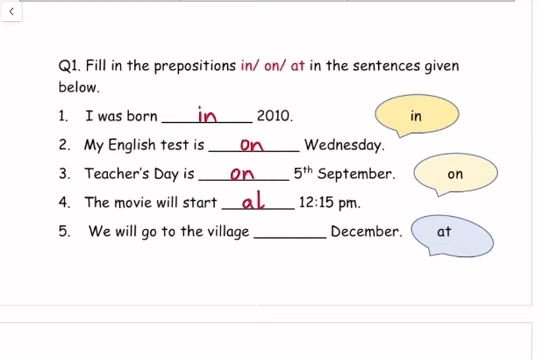 Q1. Fill in the prepositions in/ on/ at in the sentences given
below.
1. I was born in 2010. in
2. My English test is on Wednesday.
3. Teacher's Day is on 5th September. on
4. The movie will start al 12:15 pm.
5. We will go to the village ________ December. at